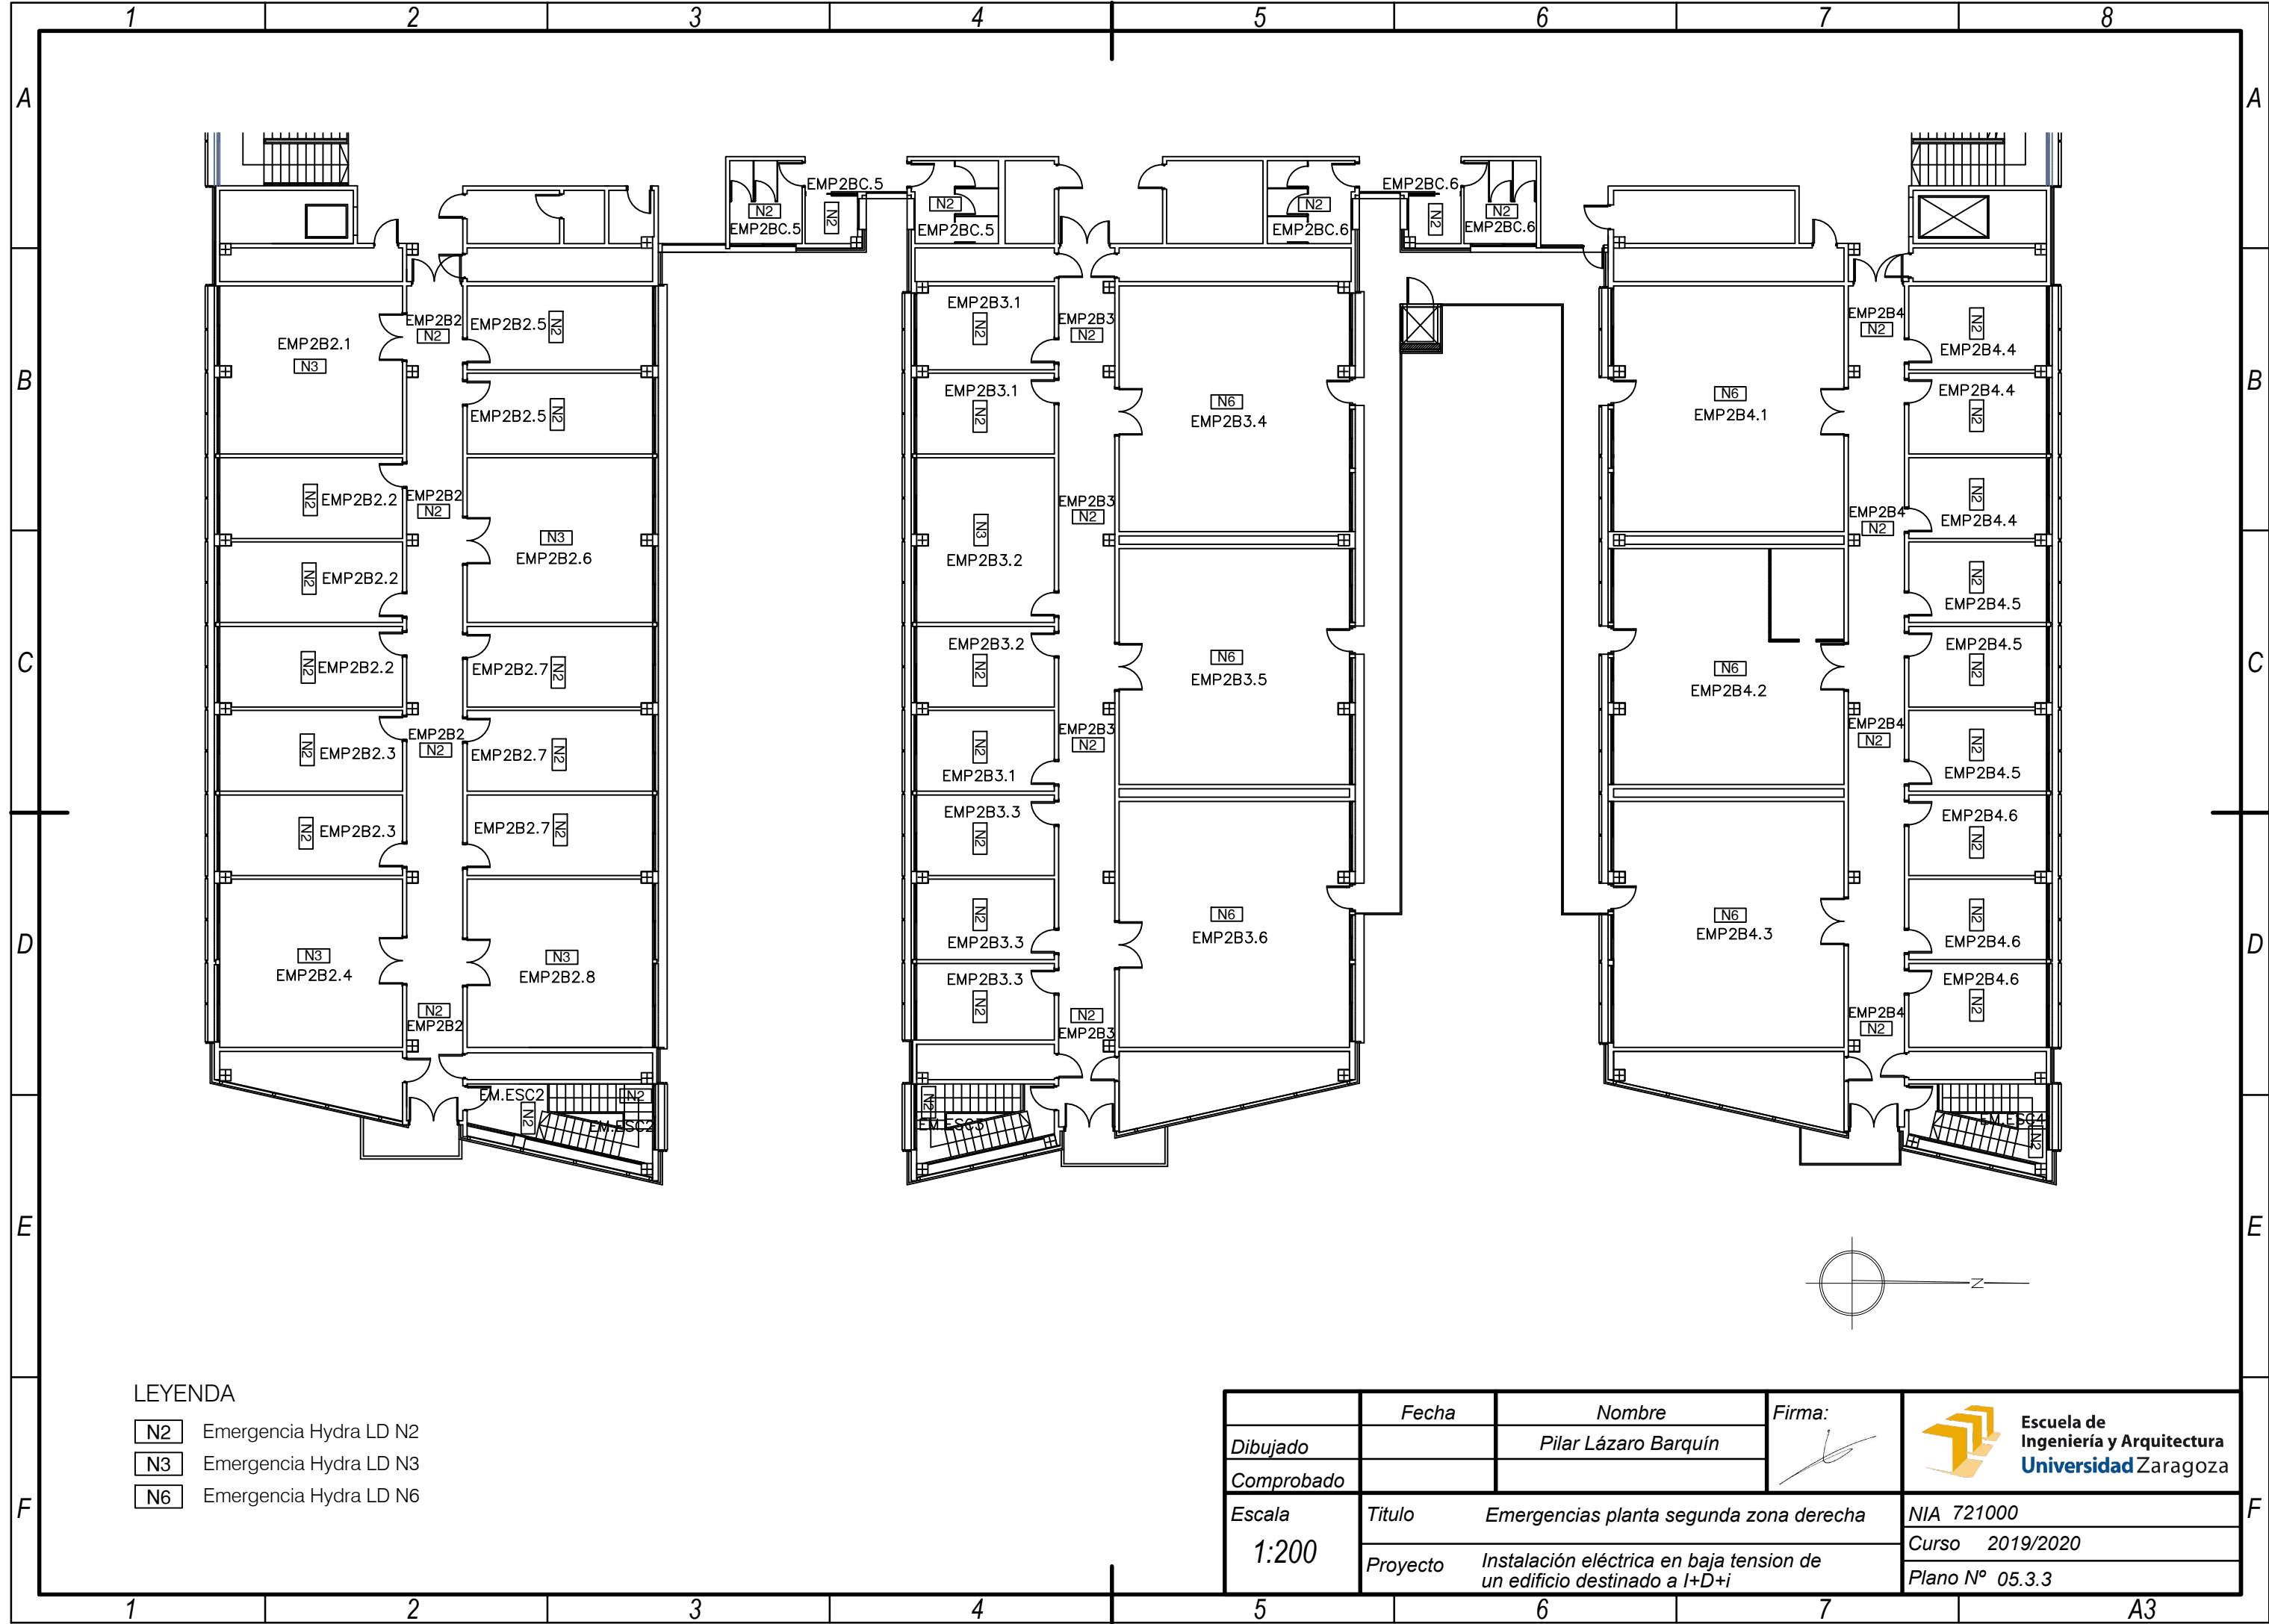 1 2 3 4 5 6 7 8
A A
EMP2BC.5 EMP2BC.6
N2 N2 N2 N2 N2 N2
EMP2BC.5 EMP2BC.5 EMP2BC.6 EMP2BC.6
B B
EMP2B2.1
N3
EMP2B2
N2
EMP2B2.5 N2
EMP2B2.5 N2
N2 EMP2B2.2
EMP2B2
N2
N3
EMP2B2.6
N2 EMP2B2.2
C C
N2 EMP2B2.2
EMP2B2.7 N2
EMP2B2
N2
N2 EMP2B2.3
EMP2B2.7 N2
N2 EMP2B2.3
EMP2B2.7 N2
D D
N3
EMP2B2.4
N3
EMP2B2.8
N2
EMP2B2
EM.ESC2
N2
N2
EM.ESC2
EMP2B3.1
N2
EMP2B3
N2
EMP2B3.1
N2
N6
EMP2B3.4
EMP2B3
N2
N3
EMP2B3.2
EMP2B3.2
N2
N6
EMP2B3.5
EMP2B3
N2
N2
EMP2B3.1
EMP2B3.3
N2
N2
EMP2B3.3
N6
EMP2B3.6
EMP2B3.3
N2
N2
EMP2B3
N2
EM.ESC3
EMP2B4
N2
N2
EMP2B4.4
N6
EMP2B4.1
EMP2B4.4
N2
EMP2B4
N2
N2
EMP2B4.4
N2
EMP2B4.5
EMP2B4.5
N2
N6
EMP2B4.2
EMP2B4
N2
N2
EMP2B4.5
EMP2B4.6
N2
N6
EMP2B4.3
N2
EMP2B4.6
EMP2B4.6
N2
EMP2B4
N2
EM.ESC4
N2
E E
N
LEYENDA
N2 Emergencia Hydra LD N2
N3 Emergencia Hydra LD N3
N6 Emergencia Hydra LD N6
F F
Fecha Nombre Firma:
Dibujado Pilar Lázaro Barquín
Comprobado
Escuela de
Ingeniería y Arquitectura
Universidad Zaragoza
Escala
1:200
Titulo Emergencias planta segunda zona derecha
Proyecto Instalación eléctrica en baja tension de
un edificio destinado a I+D+i
NIA 721000
Curso 2019/2020
Plano Nº 05.3.3
1 2 3 4 5 6 7 A3